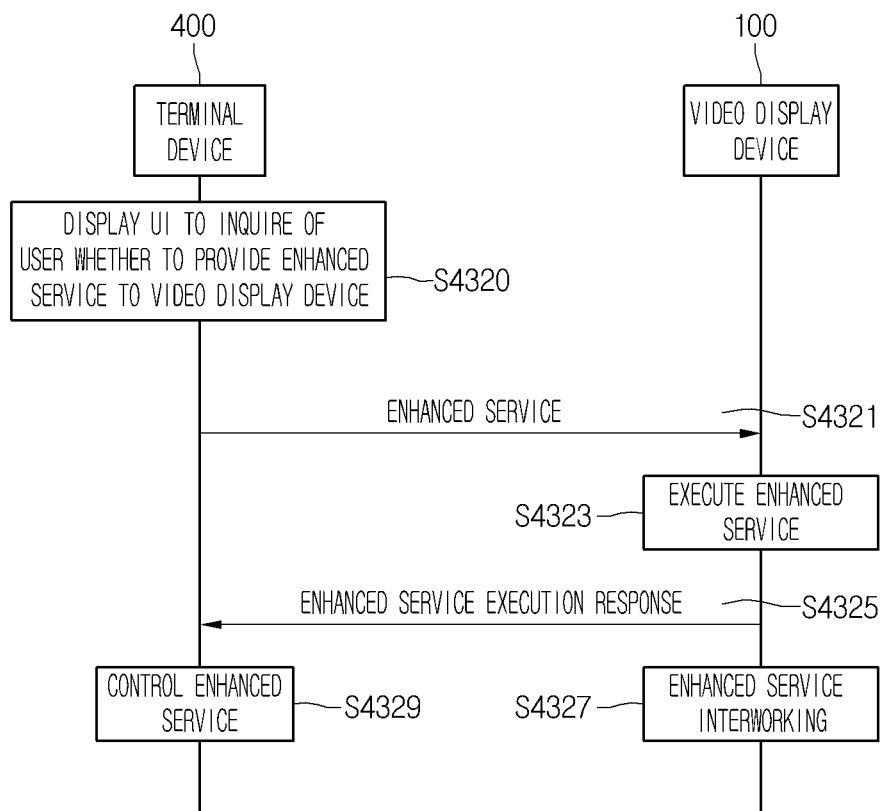 400
100
TERMINAL
DEVICE
VIDEO DISPLAY
DEVICE
DISPLAY UI TO INQUIRE OF
USER WHETHER TO PROVIDE ENHANCED
SERVICE TO VIDEO DISPLAY DEVICE
S4320
ENHANCED SERVICE
S4321
S4323
EXECUTE ENHANCED
SERVICE
ENHANCED SERVICE EXECUTION RESPONSE
S4325
CONTROL ENHANCED
SERVICE
S4329
S4327
ENHANCED SERVICE
INTERWORKING